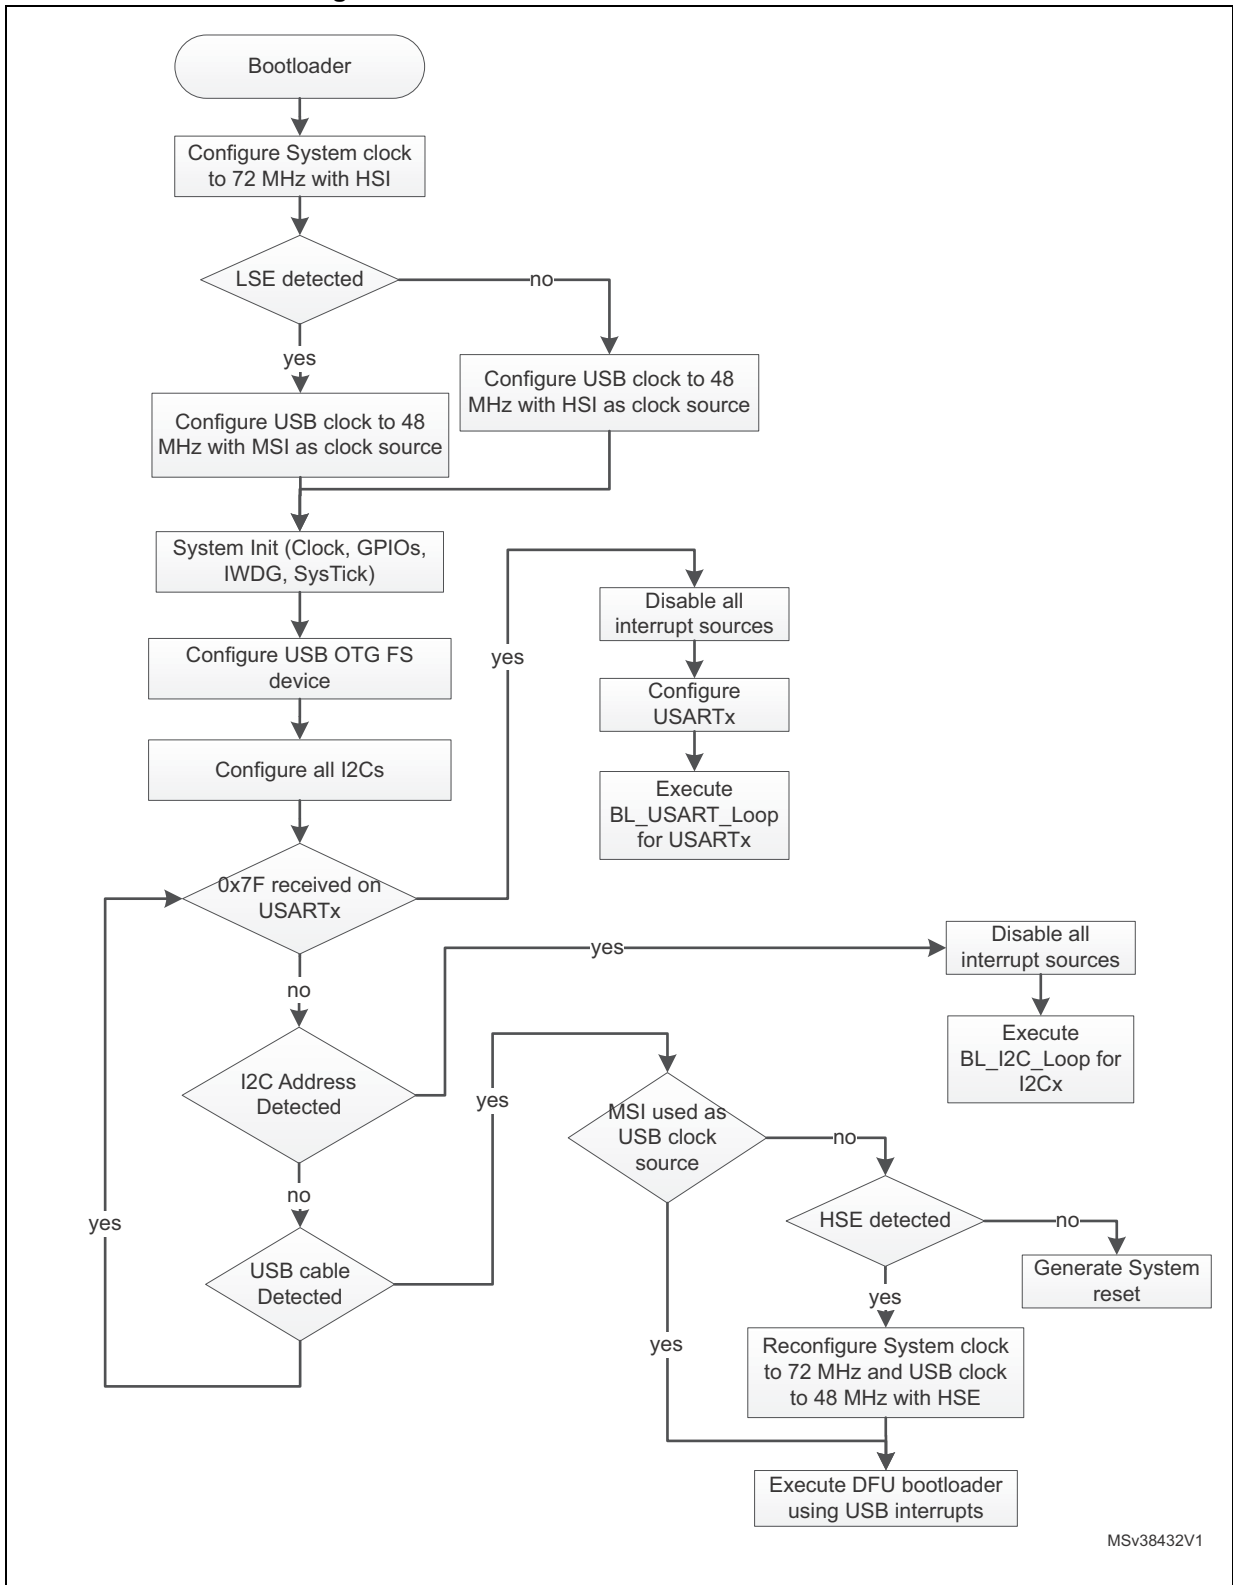 Bootloader
Configure System clock
to 72 MHz with HSI
LSE detected
no
yes
Configure USB clock to 48
MHz with HSI as clock source
Configure USB clock to 48
MHz with MSI as clock source
System Init (Clock, GPIOs,
IWDG, SysTick)
Disable all
interrupt sources
Configure USB OTG FS
device
yes
Configure
USARTx
Configure all I2Cs
Execute
BL_USART_Loop
for USARTx
0x7F received on
USARTx
yes
Disable all
interrupt sources
no
Execute
BL_I2C_Loop for
I2Cx
I2C Address
Detected
yes
MSI used as
USB clock
source
no
no
yes
HSE detected
no
USB cable
Detected
Generate System
reset
yes
yes
Reconfigure System clock
to 72 MHz and USB clock
to 48 MHz with HSE
Execute DFU bootloader
using USB interrupts
MSv38432V1